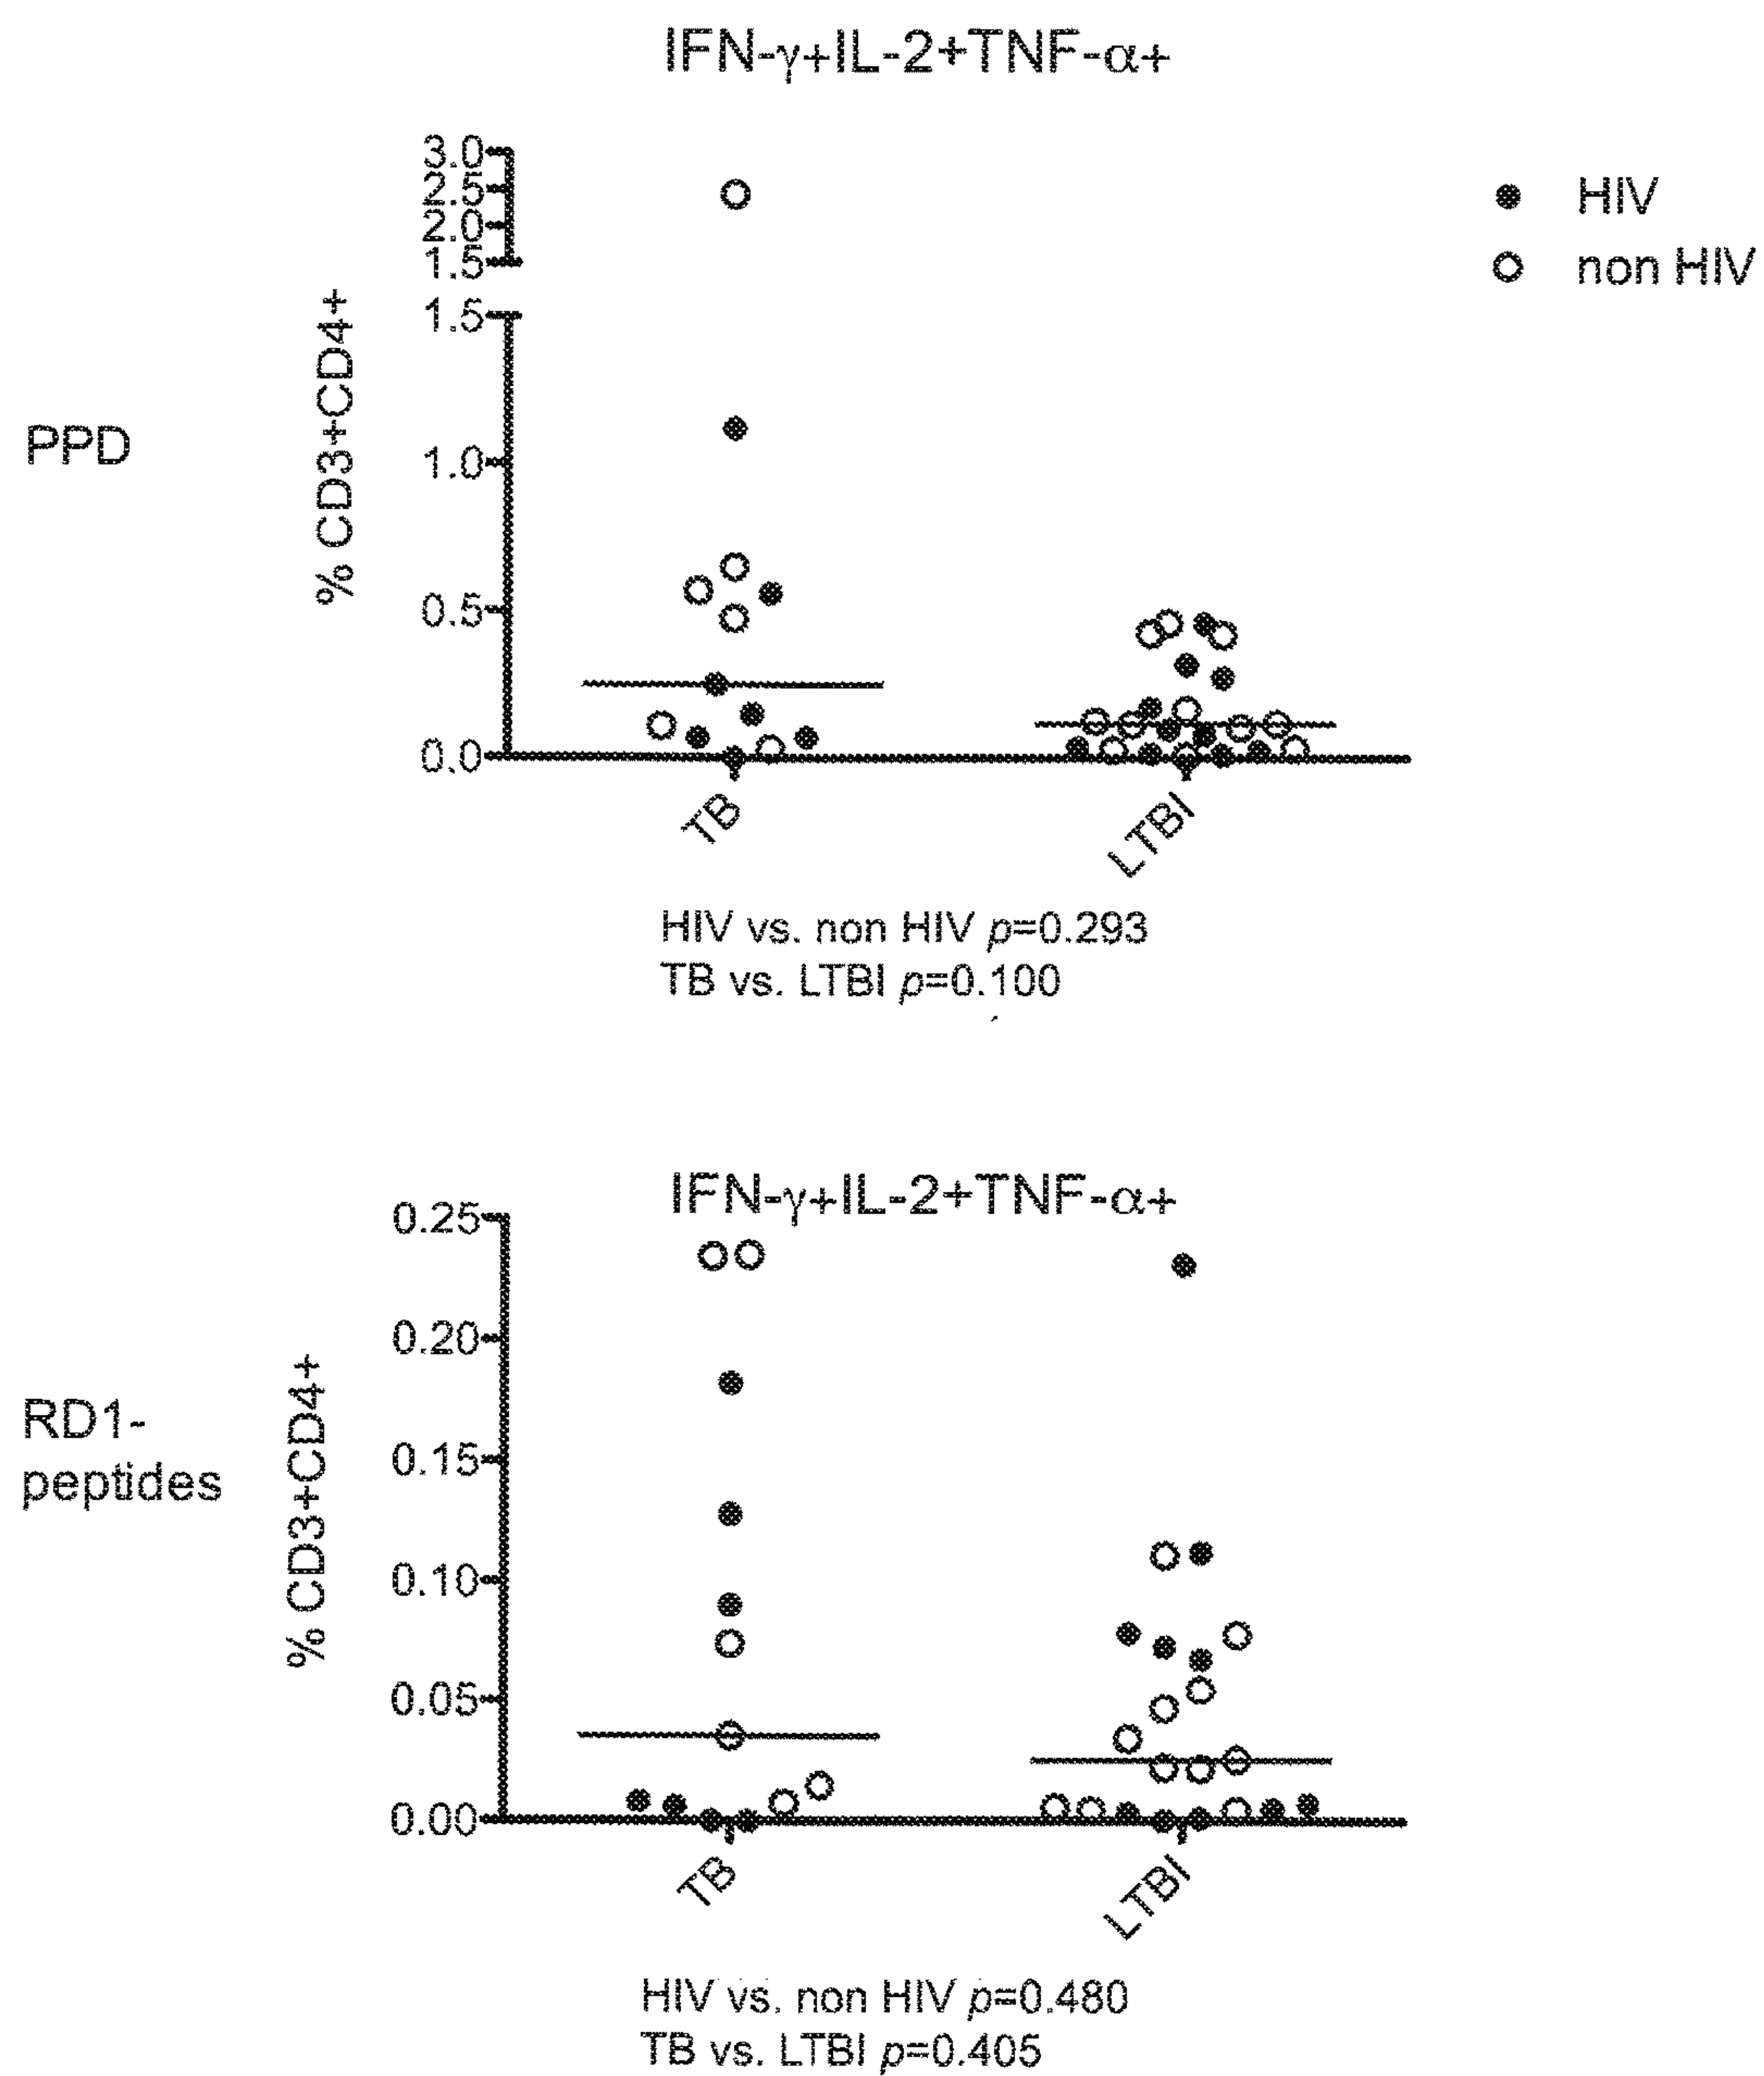 IFN-γ+IL-2+TNF-α+
3.0
2.5
2.0
1.5
1.5
1.0
0.5
0.0
% CD3+CD4+
PPD
HIV
non HIV
TB
LTBI
HIV vs. non HIV p=0.293
TB vs. LTBI p=0.100
IFN-γ+IL-2+TNF-α+
0.25
0.20
0.15
0.10
0.05
0.00
% CD3+CD4+
RD1-
peptides
TB
LTBI
HIV vs. non HIV p=0.480
TB vs. LTBI p=0.405